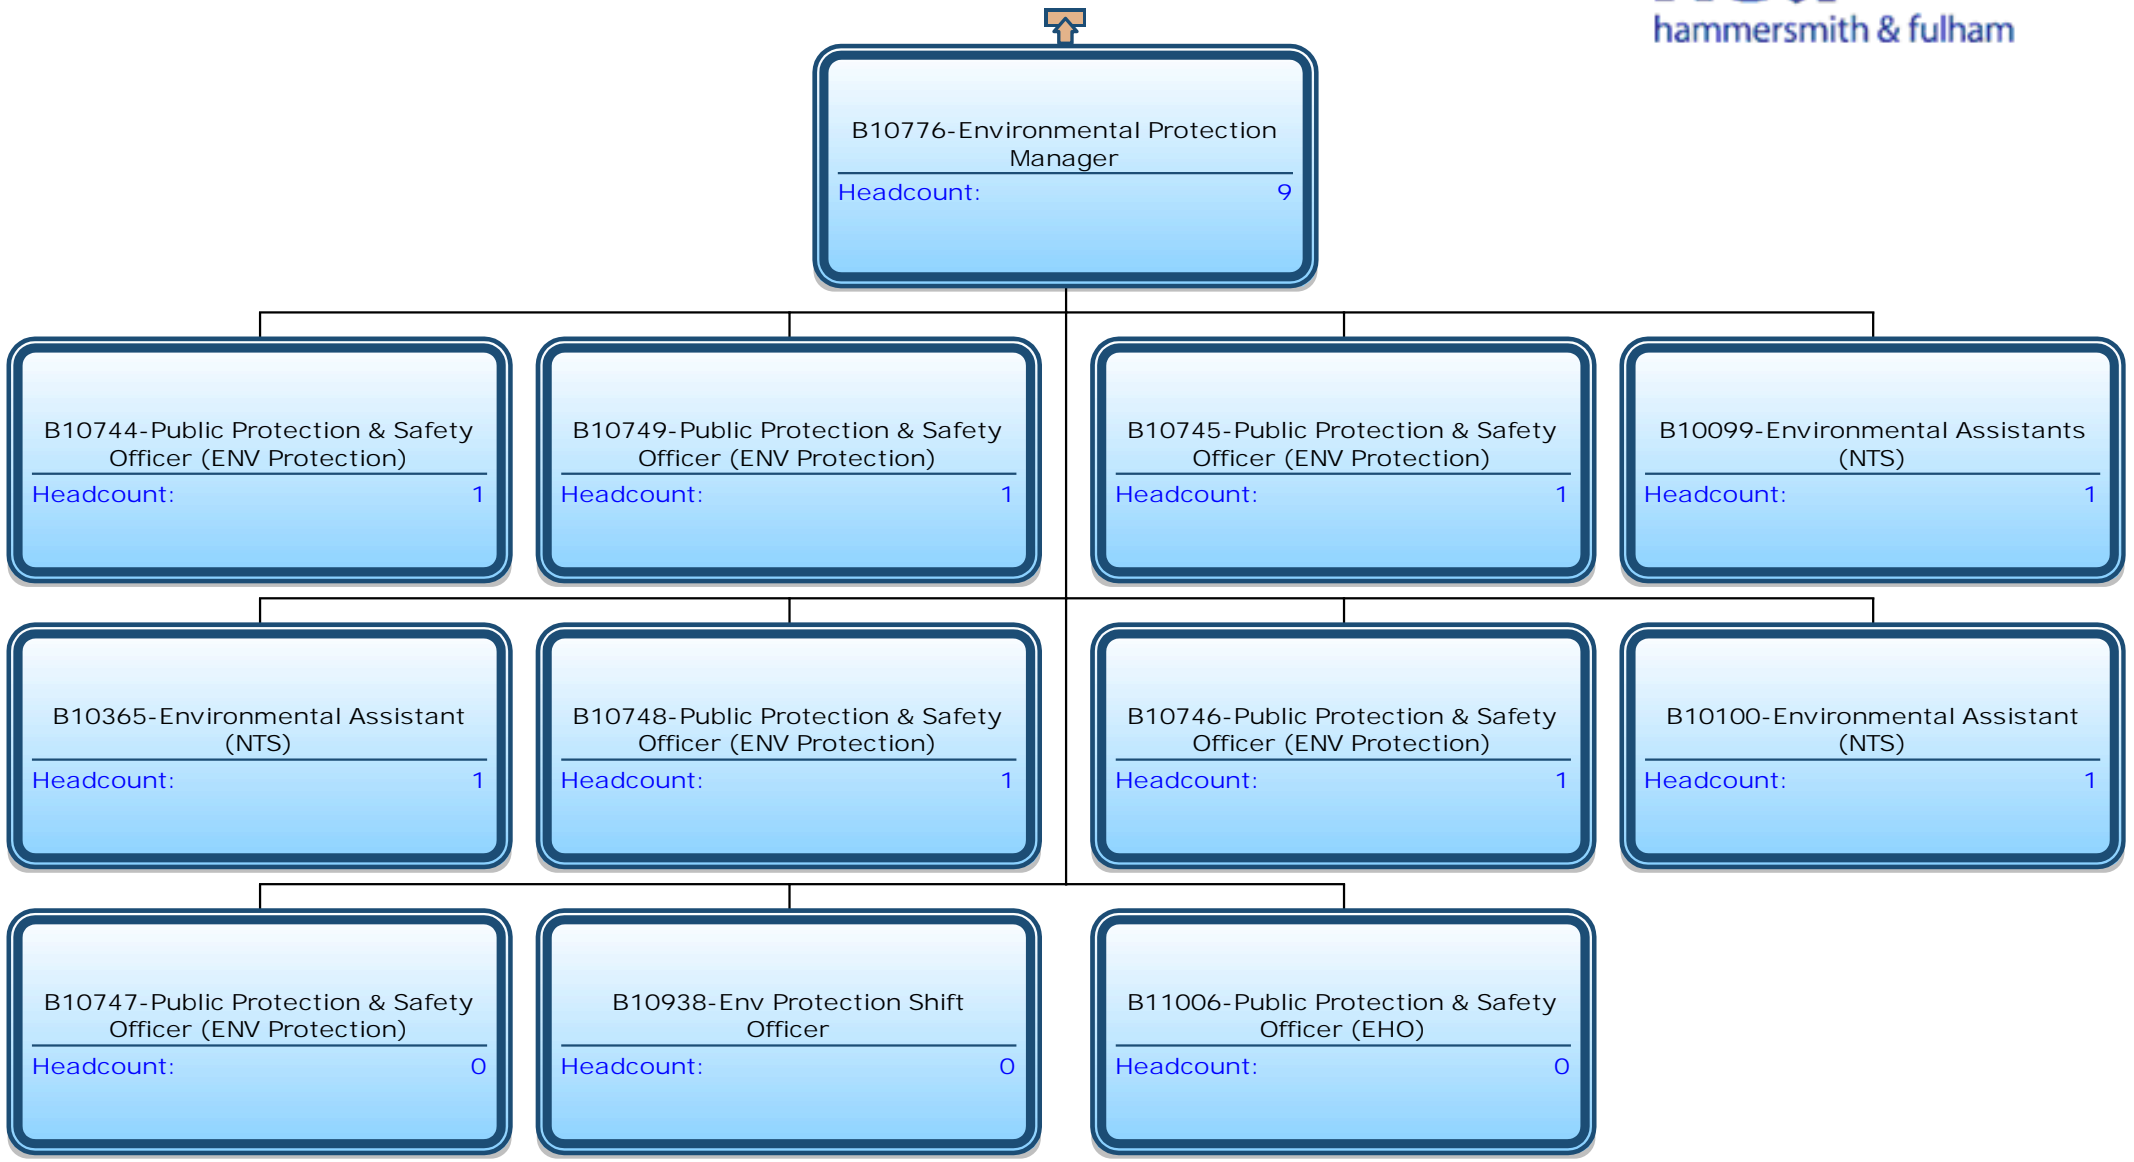 hammersmith & fulham
B10776-Environmental Protection
Manager
Headcount: 9
B10744-Public Protection & Safety
Officer (ENV Protection)
Headcount: 1
B10749-Public Protection & Safety
Officer (ENV Protection)
Headcount: 1
B10745-Public Protection & Safety
Officer (ENV Protection)
Headcount: 1
B10099-Environmental Assistants
(NTS)
Headcount: 1
B10365-Environmental Assistant
(NTS)
Headcount: 1
B10748-Public Protection & Safety
Officer (ENV Protection)
Headcount: 1
B10746-Public Protection & Safety
Officer (ENV Protection)
Headcount: 1
B10100-Environmental Assistant
(NTS)
Headcount: 1
B10747-Public Protection & Safety
Officer (ENV Protection)
Headcount: 0
B10938-Env Protection Shift
Officer
Headcount: 0
B11006-Public Protection & Safety
Officer (EHO)
Headcount: 0